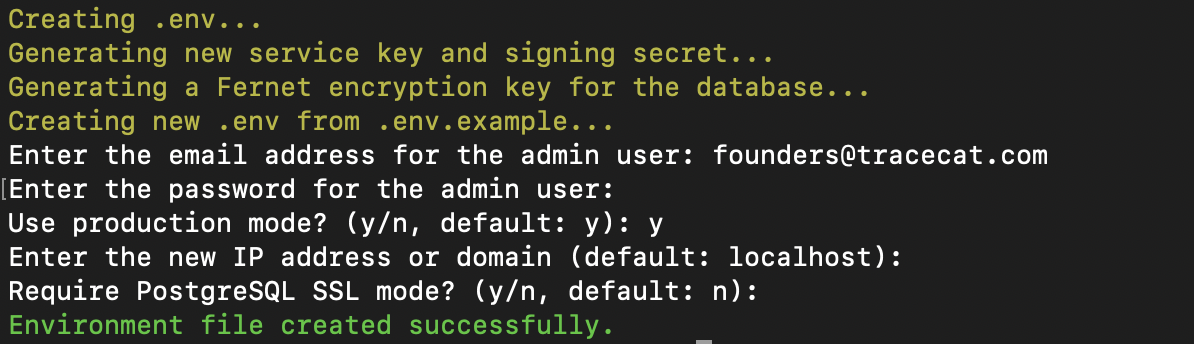 Creating .env...
Generating new service key and signing secret...
Generating a Fernet encryption key for the database...
Creating new .env from .env.example...
Enter the email address for the admin user: founders@tracecat.com
[Enter the password for the admin user:
Use production mode? (y/n, default: y): y
Enter the new IP address or domain (default: localhost):
Require PostgreSQL SSL mode? (y/n, default: n):
Environment file created successfully.